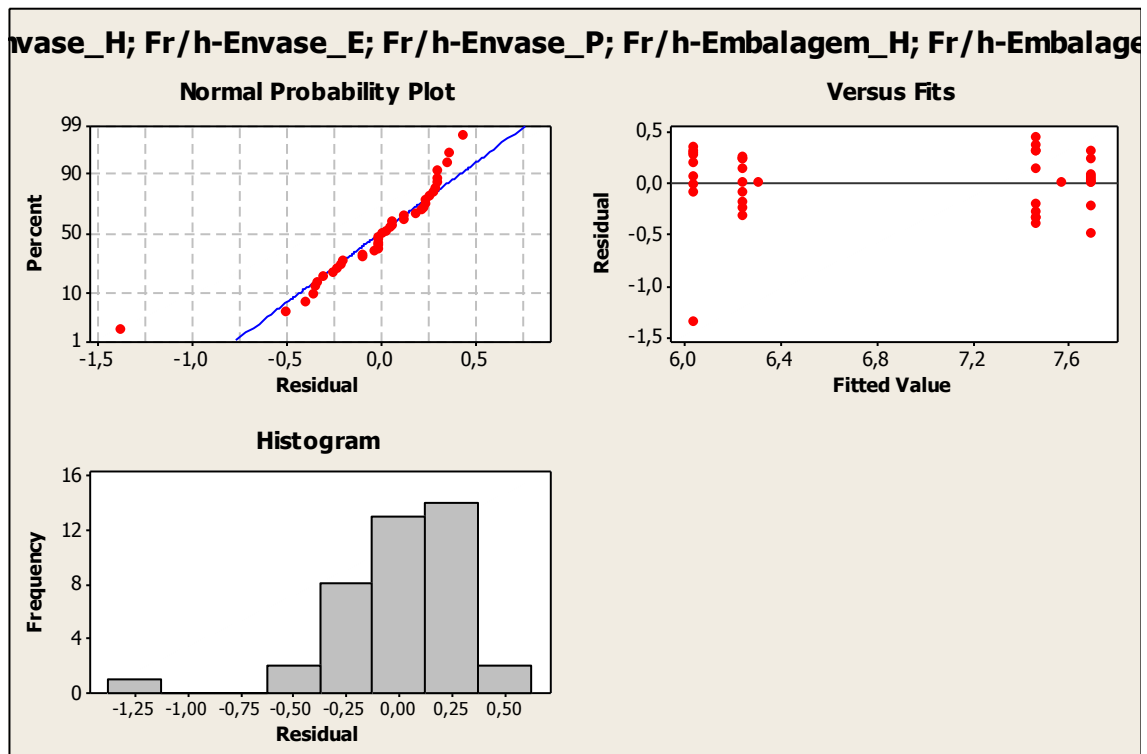 nvase_H; Fr/h-Envase_E; Fr/h-Envase_P; Fr/h-Embalagem_H; Fr/h-Embalage
Normal Probability Plot
99
90
50
10
1
Percent
-1,5 -1,0 -0,5 0,0 0,5
Residual
Versus Fits
0,5
0,0
-0,5
-1,0
-1,5
Residual
6,0 6,4 6,8 7,2 7,6
Fitted Value
Histogram
16
12
8
4
0
Frequency
-1,25 -1,00 -0,75 -0,50 -0,25 0,00 0,25 0,50
Residual